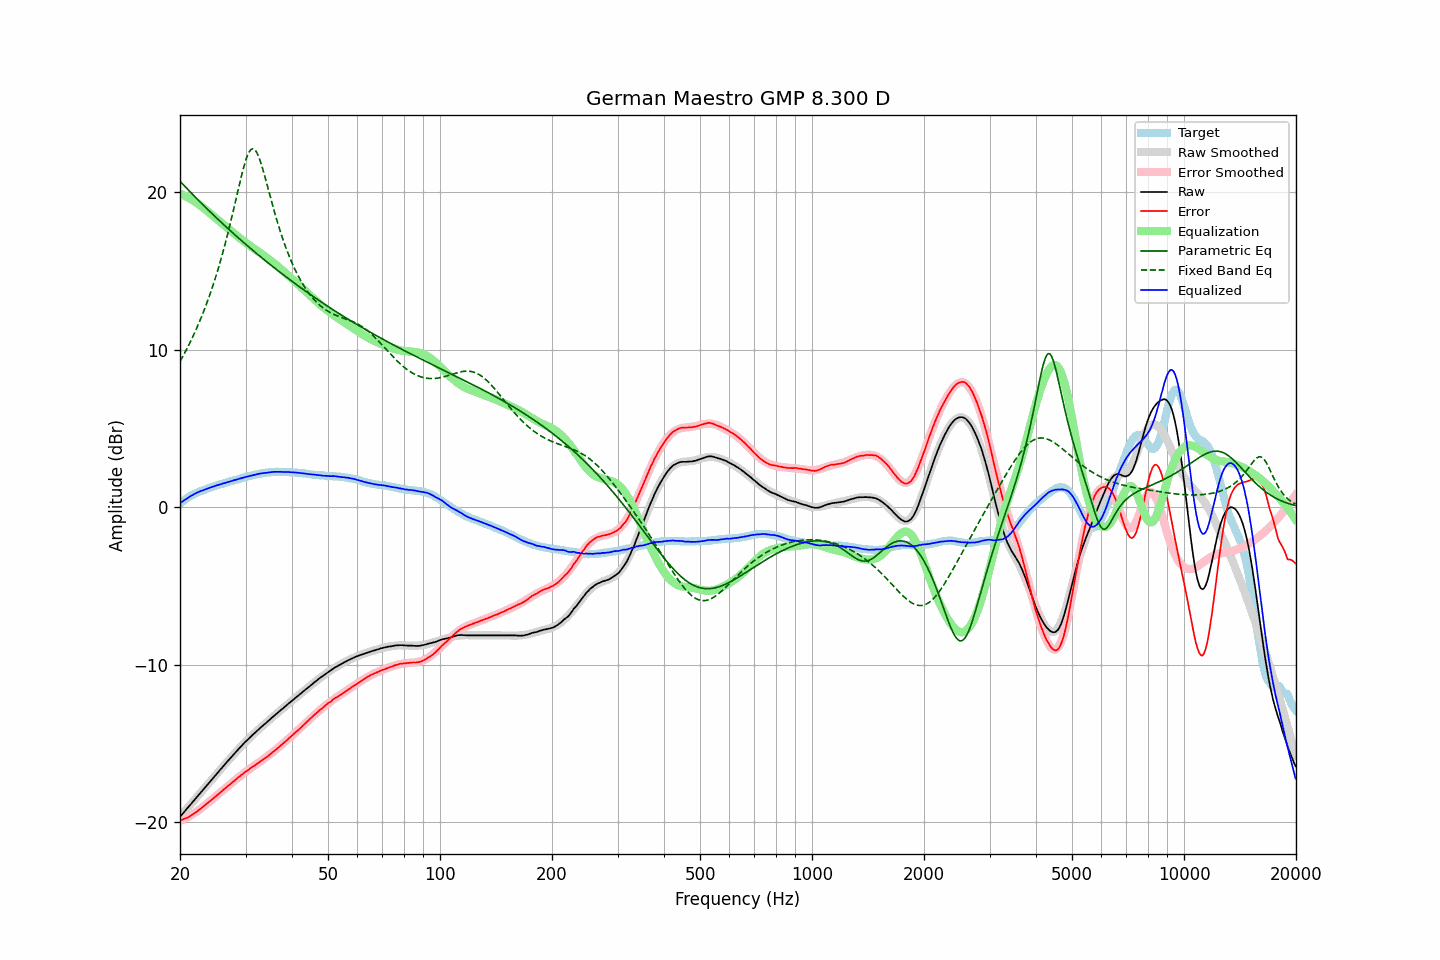 German Maestro GMP 8.300 D
Target
Raw Smoothed
Error Smoothed
Raw
Error
Equalization
Parametric Eq
Fixed Band Eq
Equalized
20
10
0
−10
−20
Amplitude (dBr)
20 50 100 200 500 1000 2000 5000 10000 20000
Frequency (Hz)